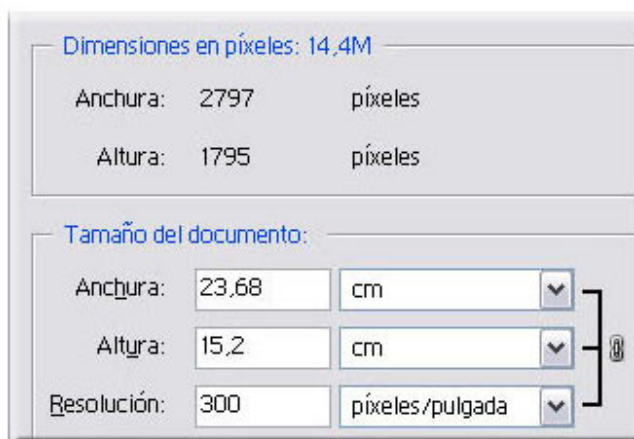 Dimensiones en píxeles: 14,4M
Anchura: 2797 píxeles
Altura: 1795 píxeles
Tamaño del documento:
Anchura: 23,68 cm
Altura: 15,2 cm
Resolución: 300 píxeles/pulgada